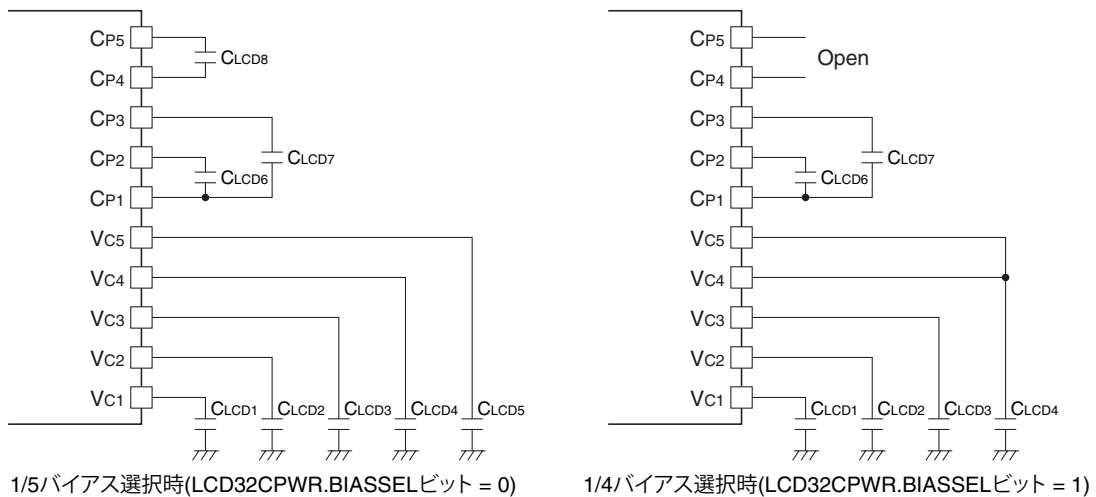 CP5
CP4
CP3
CP2
CP1
VC5
VC4
VC3
VC2
VC1
CLCD8
CLCD7
CLCD6
CLCD1 CLCD2 CLCD3 CLCD4 CLCD5
1/5バイアス選択時(LCD32CPWR.BIASSELビット = 0)
CP5
CP4
CP3
CP2
CP1
VC5
VC4
VC3
VC2
VC1
Open
CLCD7
CLCD6
CLCD1 CLCD2 CLCD3 CLCD4
1/4バイアス選択時(LCD32CPWR.BIASSELビット = 1)